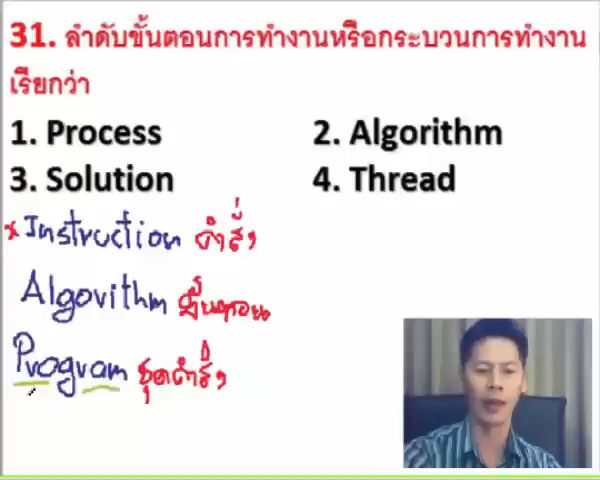 31. ลำดับขั้นตอนการทำงานหรือกระบวนการทำงาน
เรียกว่า
1. Process 2. Algorithm
3. Solution 4. Thread
* Instruction คำสั่ง
Algorithm ขั้นตอน
Program ชุดคำสั่ง